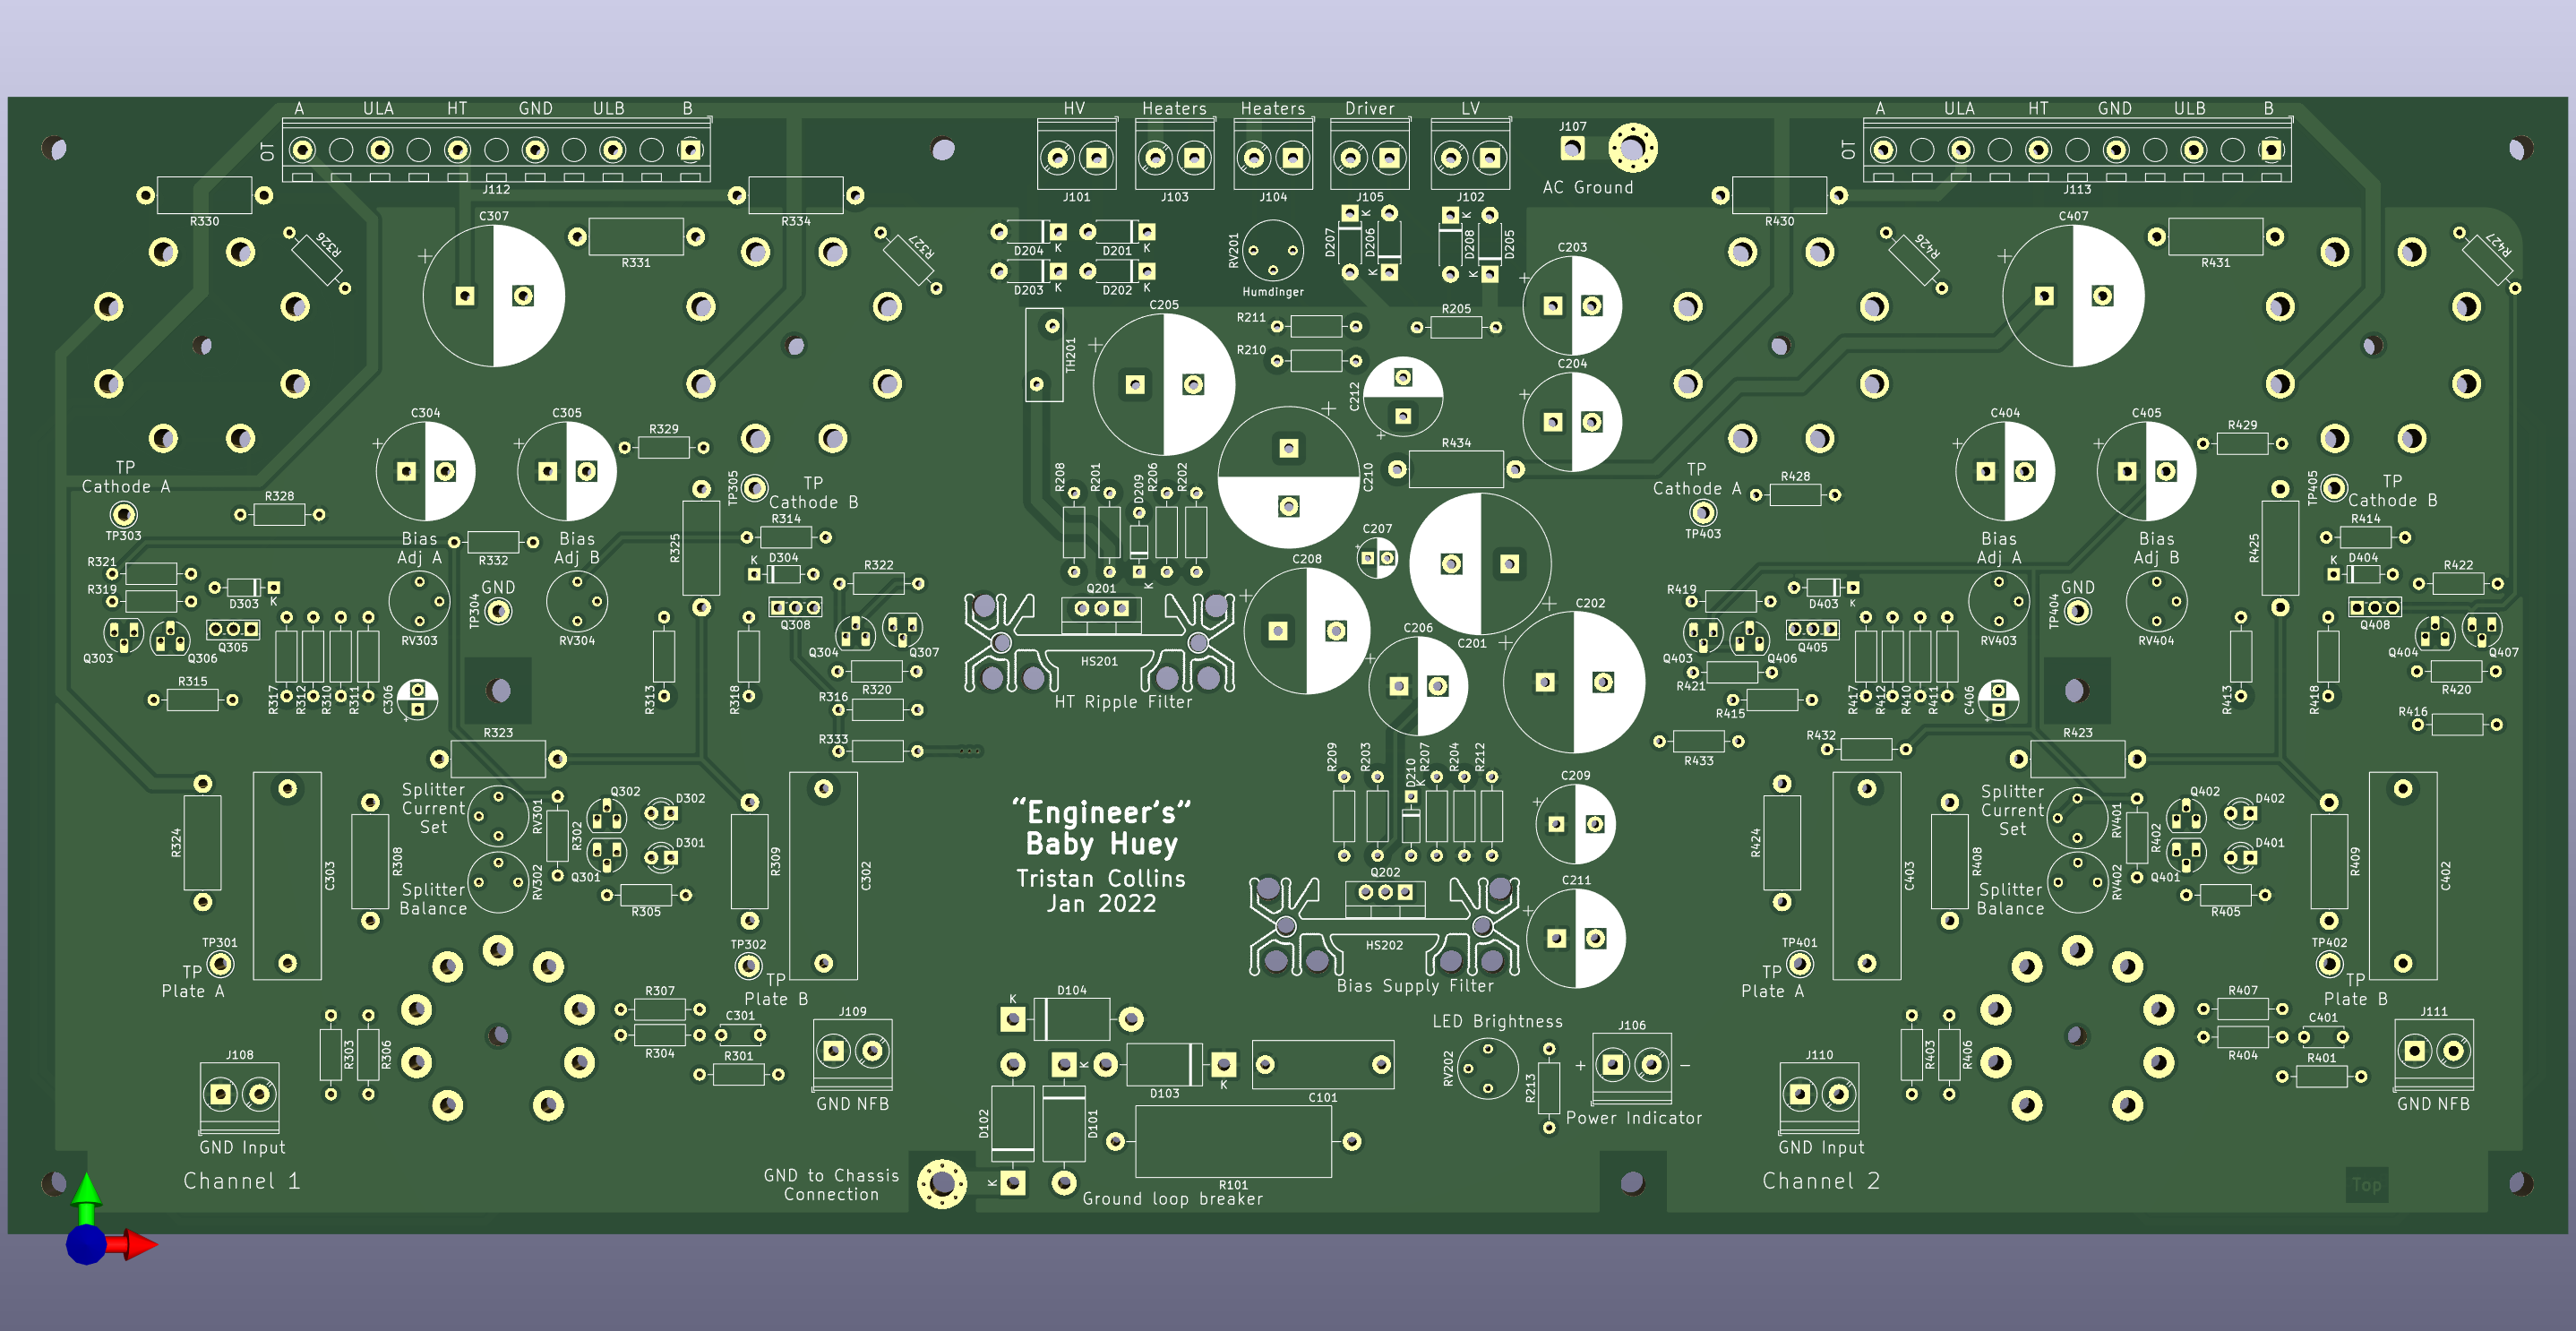 A ULA HT GND ULB B
HV Heaters Heaters Driver LV
A ULA HT GND ULB B
OT
J112
J101
J103
J104
J105
J102
J107
AC Ground
OT
J113
R330
R326
C307
R331
R334
R327
D204
D201
D203
D202
K
K
K
K
RV201
Humdinger
D207
D206
D208
D205
K
K
K
K
C203
R430
R426
C407
R431
R427
TH201
C205
R211
R210
R205
C212
C204
C304
C305
R329
R434
C404
C405
R429
TP
Cathode A
TP303
R328
TP305
TP
Cathode B
R208
R201
D209
R206
R202
K
C210
TP
Cathode A
TP403
R428
TP405
TP
Cathode B
Bias
Adj A
R332
Bias
Adj B
R325
R314
K
D304
R322
C207
C208
C201
C202
Bias
Adj A
Bias
Adj B
R425
R414
K
D404
R422
R321
R319
D303
K
GND
TP304
RV303
RV304
Q308
Q304
Q307
Q201
HS201
HT Ripple Filter
C206
R419
D403
K
GND
TP404
RV403
RV404
Q408
Q404
Q407
Q303
Q306
Q305
R315
R317
R312
R310
R311
C306
R313
R318
R316
R320
R333
Q403
Q406
Q405
R421
R415
R417
R412
R410
R411
C406
R413
R418
R420
R416
R433
R432
R323
R423
R209
R203
D210
K
R207
R204
R212
C209
R324
C303
R308
Splitter
Current
Set
RV301
R302
Q302
D302
Q301
D301
Splitter
Balance
RV302
R305
R309
C302
“Engineer’s”
Baby Huey
Tristan Collins
Jan 2022
Q202
HS202
Bias Supply Filter
C211
R424
C403
R408
Splitter
Current
Set
RV401
R402
Q402
D402
Q401
D401
Splitter
Balance
RV402
R405
R409
C402
TP301
TP
Plate A
TP302
TP
Plate B
TP401
TP
Plate A
TP402
TP
Plate B
R303
R306
R307
R304
C301
R301
J109
GND NFB
K
D104
K
D103
D102
D101
K
C101
R101
LED Brightness
RV202
R213
J106
+ −
Power Indicator
R403
R406
R407
R404
C401
R401
J111
GND NFB
J108
GND Input
Channel 1
GND to Chassis
Connection
Ground loop breaker
J110
GND Input
Channel 2
Top